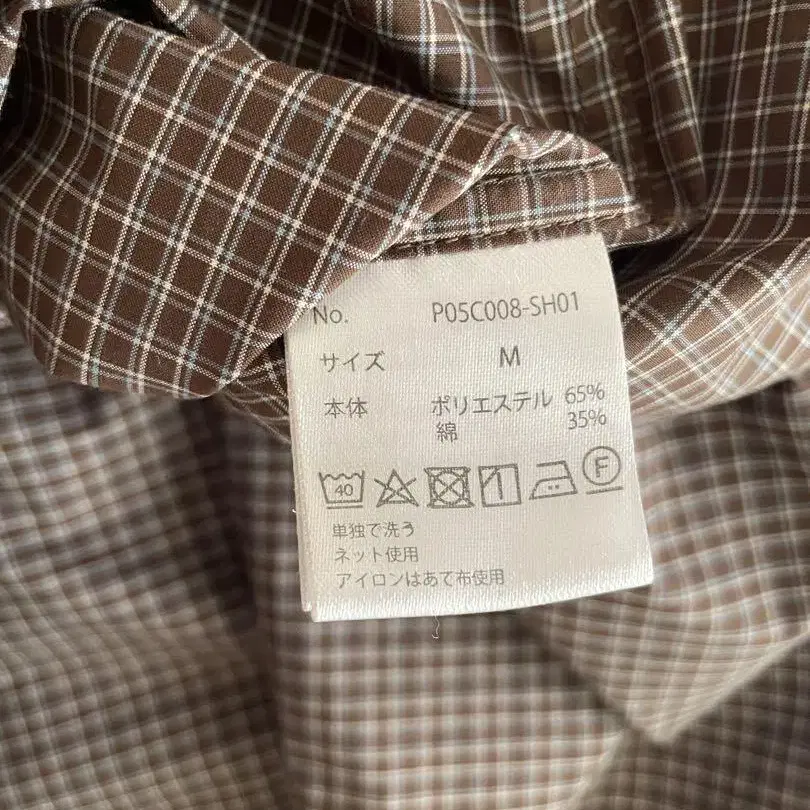 No. P05C008-SH01
サイズ M
本体 ポリエステル 65%
綿 35%
40 F
単独で洗う
ネット使用
アイロンはあて布使用